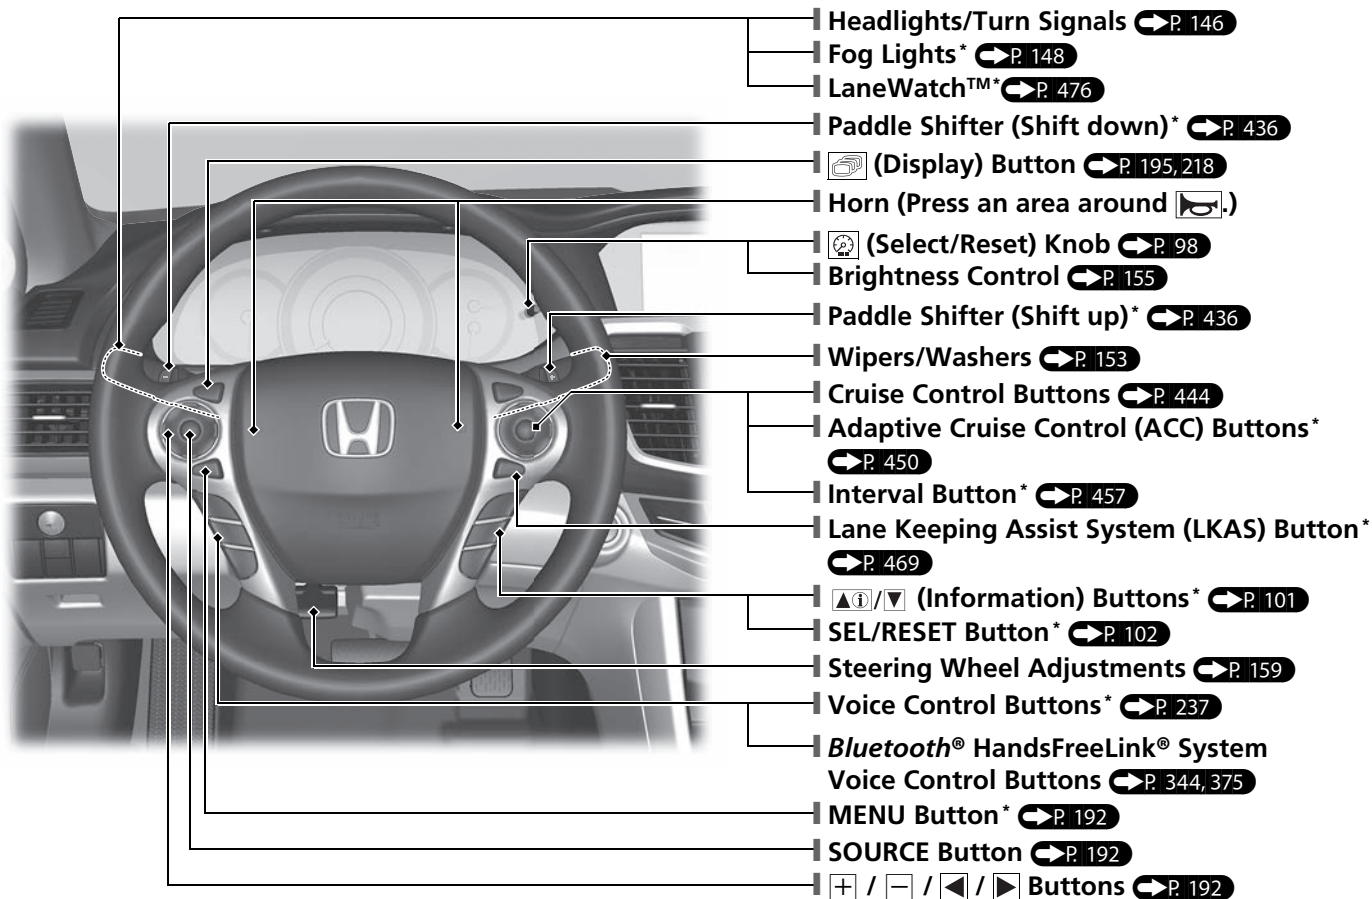 Headlights/Turn Signals P. 146
Fog Lights* P. 148
LaneWatch™* P. 476
Paddle Shifter (Shift down)* P. 436
(Display) Button P. 195, 218
Horn (Press an area around .)
(Select/Reset) Knob P. 98
Brightness Control P. 155
Paddle Shifter (Shift up)* P. 436
Wipers/Washers P. 153
Cruise Control Buttons P. 444
Adaptive Cruise Control (ACC) Buttons*
P. 450
Interval Button* P. 457
Lane Keeping Assist System (LKAS) Button*
P. 469
▲ⓘ/▼ (Information) Buttons* P. 101
SEL/RESET Button* P. 102
Steering Wheel Adjustments P. 159
Voice Control Buttons* P. 237
Bluetooth® HandsFreeLink® System
Voice Control Buttons P. 344, 375
MENU Button* P. 192
SOURCE Button P. 192
+ / − / ◀ / ▶ Buttons P. 192